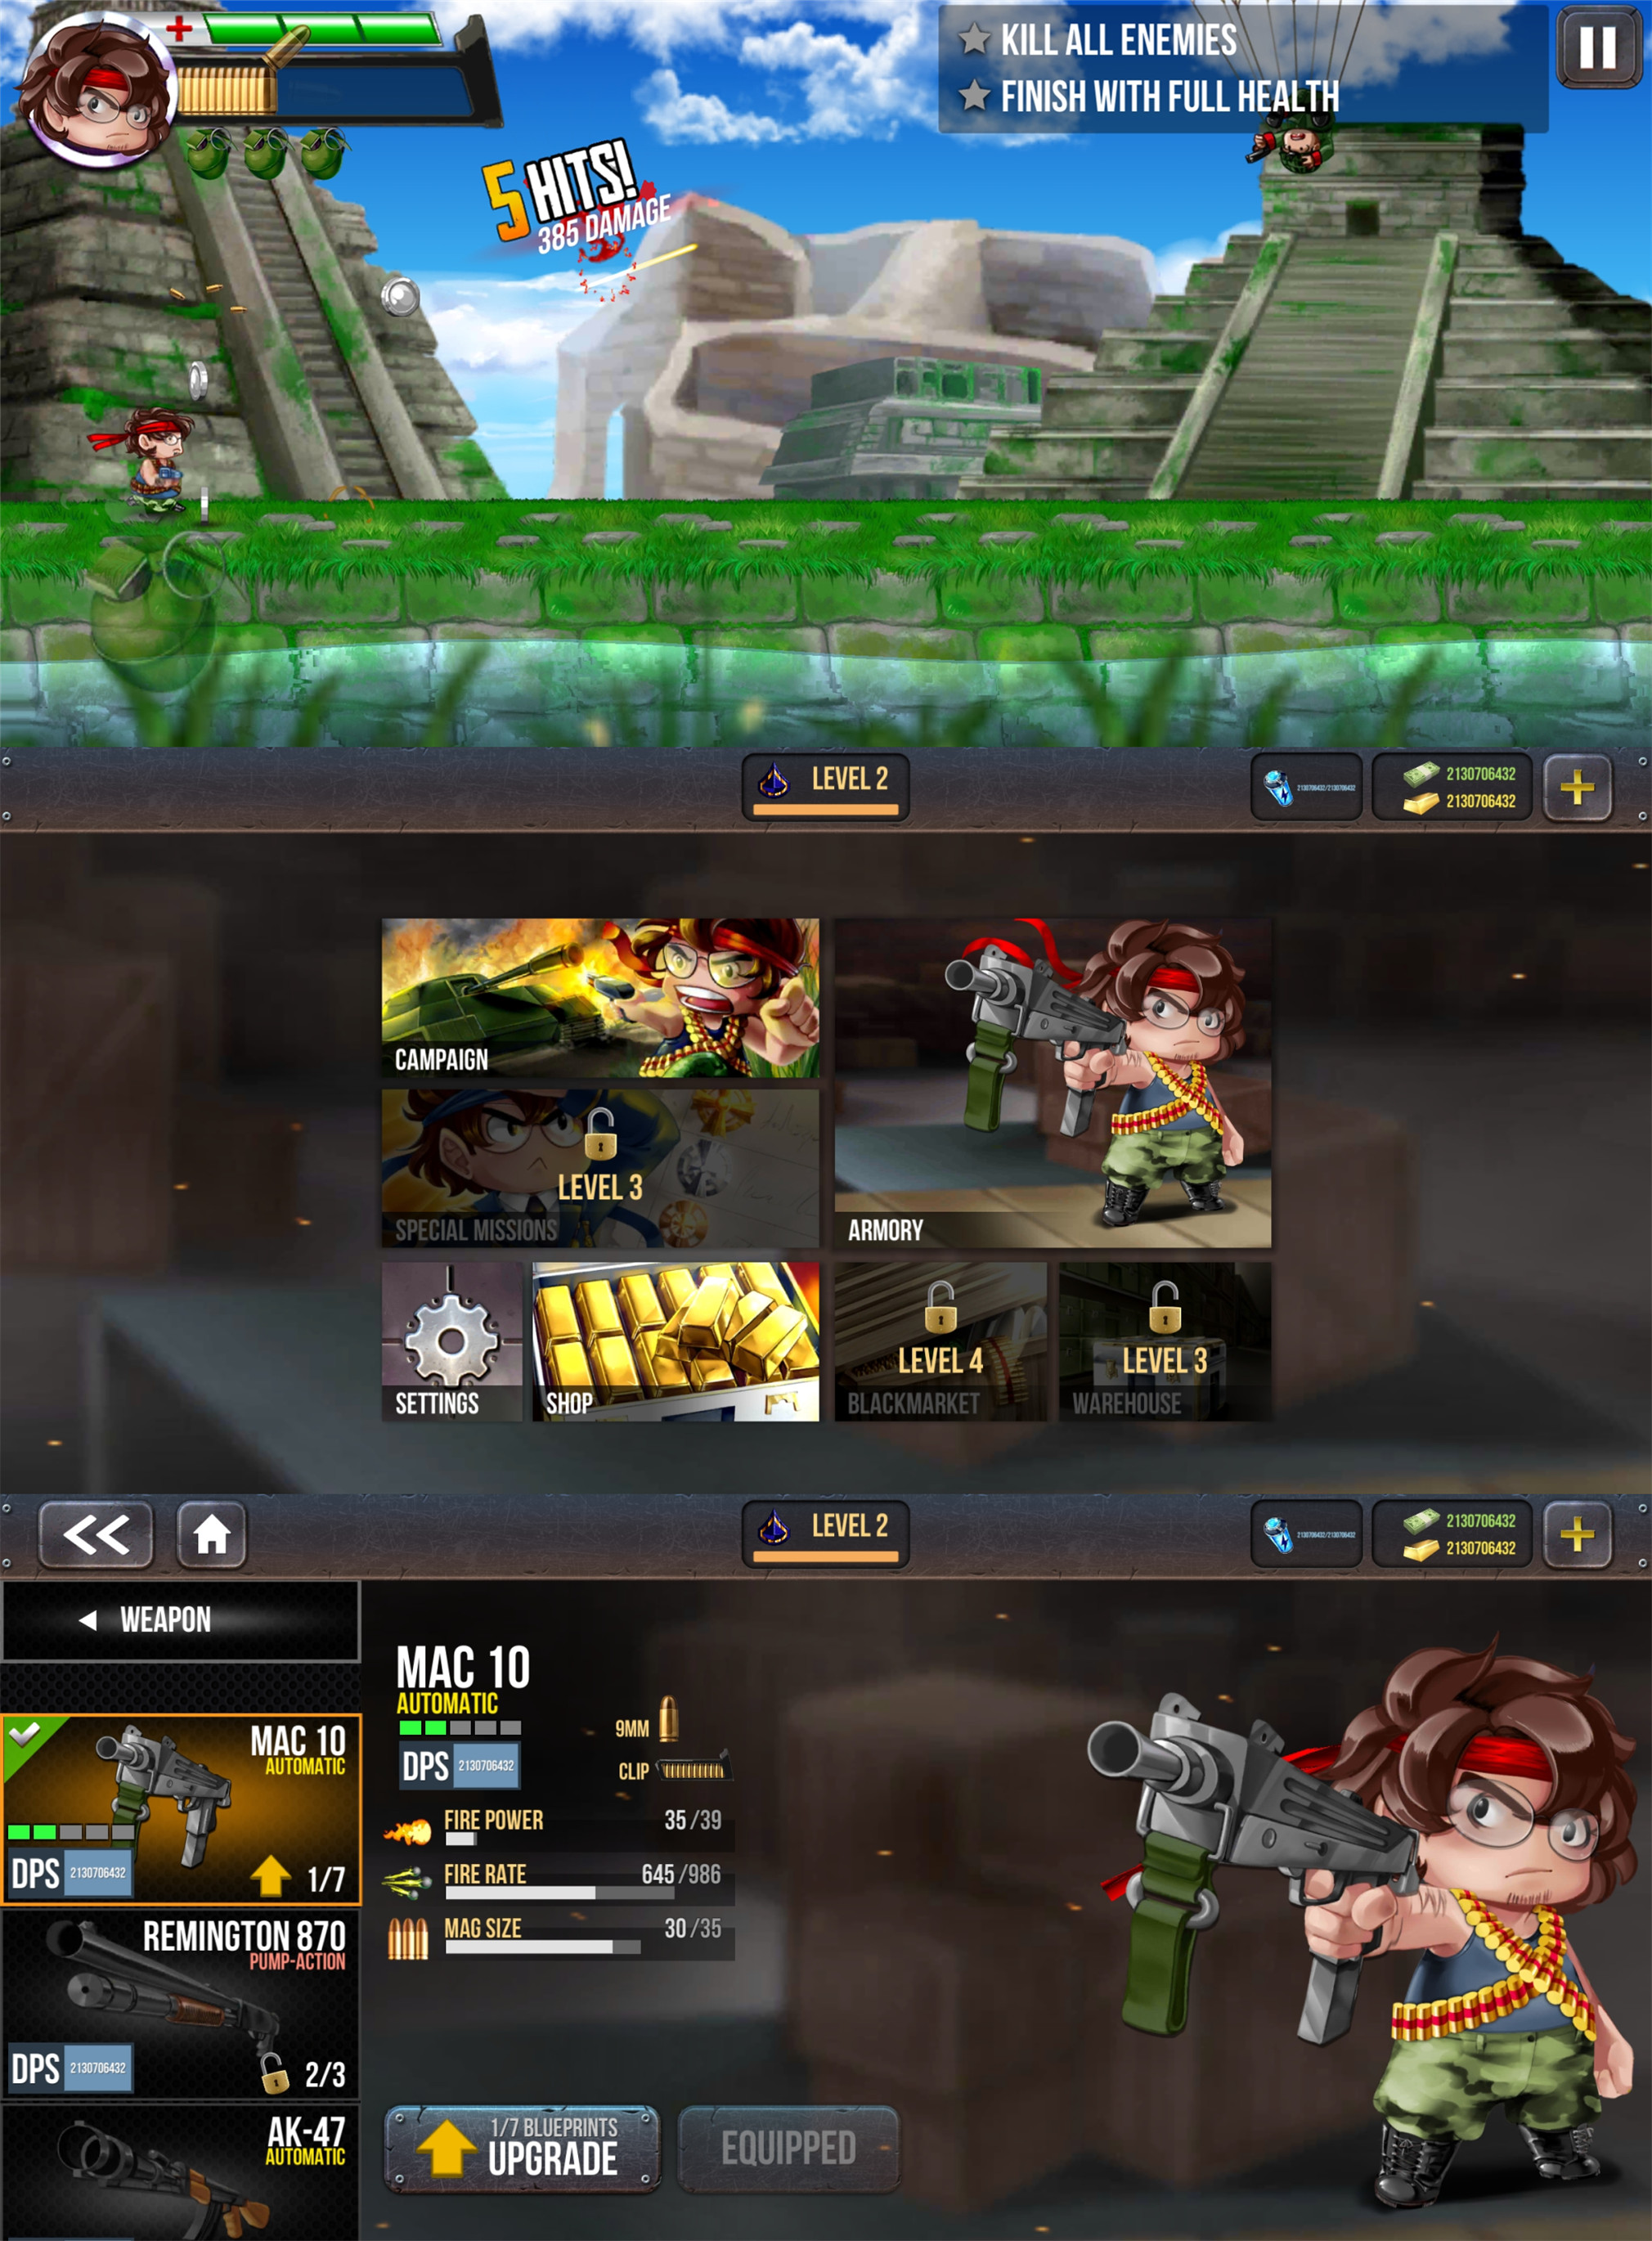 KILL ALL ENEMIES
FINISH WITH FULL HEALTH
5 HITS!
385 DAMAGE
LEVEL 2
2130706432/2130706432
2130706432
2130706432
CAMPAIGN
LEVEL 3
SPECIAL MISSIONS
ARMORY
SETTINGS
SHOP
LEVEL 4
BLACKMARKET
LEVEL 3
WAREHOUSE
LEVEL 2
2130706432/2130706432
2130706432
2130706432
WEAPON
MAC 10
AUTOMATIC
DPS 2130706432
1/7
REMINGTON 870
PUMP-ACTION
DPS 2130706432
2/3
AK-47
AUTOMATIC
MAC 10
AUTOMATIC
DPS 2130706432
9MM
CLIP
FIRE POWER 35/39
FIRE RATE 645/986
MAG SIZE 30/35
1/7 BLUEPRINTS
UPGRADE
EQUIPPED